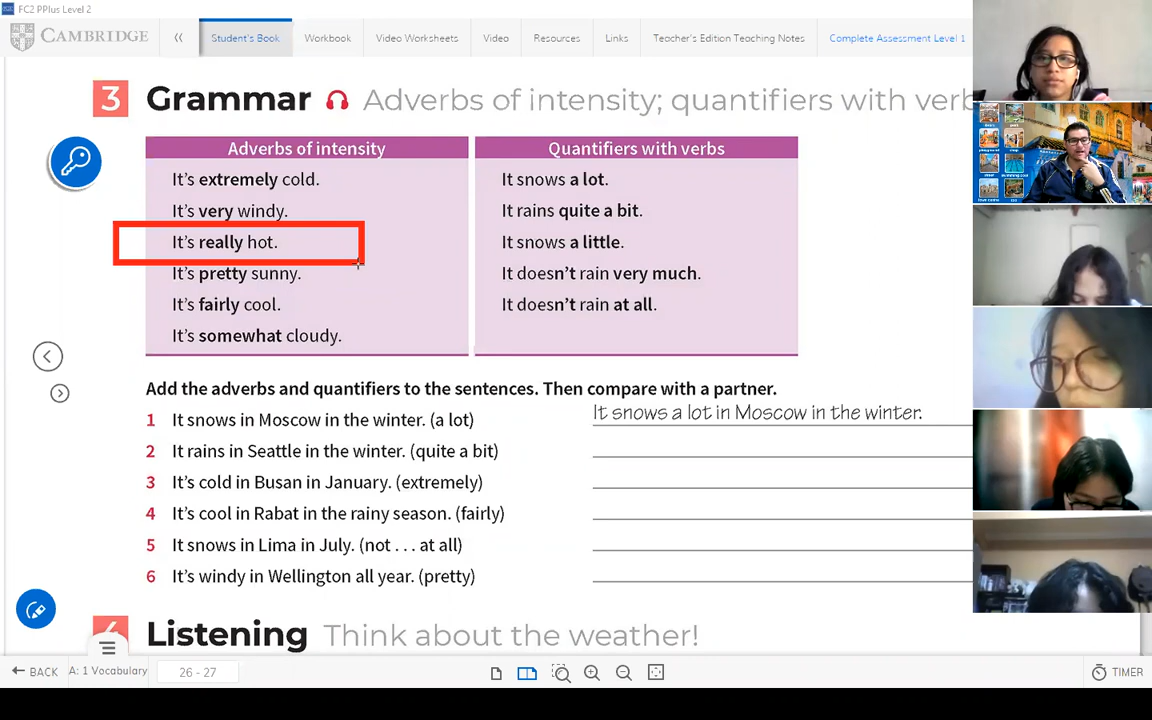 FC2 PPlus Level 2
CAMBRIDGE
Student's Book
Workbook
Video Worksheets
Video
Resources
Links
Teacher's Edition Teaching Notes
Complete Assessment Level 1
3 Grammar Adverbs of intensity; quantifiers with verb
Adverbs of intensity
It's extremely cold.
It's very windy.
It's really hot.
It's pretty sunny.
It's fairly cool.
It's somewhat cloudy.
Quantifiers with verbs
It snows a lot.
It rains quite a bit.
It snows a little.
It doesn't rain very much.
It doesn't rain at all.
Add the adverbs and quantifiers to the sentences. Then compare with a partner.
1 It snows in Moscow in the winter. (a lot) It snows a lot in Moscow in the winter.
2 It rains in Seattle in the winter. (quite a bit)
3 It's cold in Busan in January. (extremely)
4 It's cool in Rabat in the rainy season. (fairly)
5 It snows in Lima in July. (not . . . at all)
6 It's windy in Wellington all year. (pretty)
Listening Think about the weather!
BACK
A: 1 Vocabulary
26 - 27
TIMER